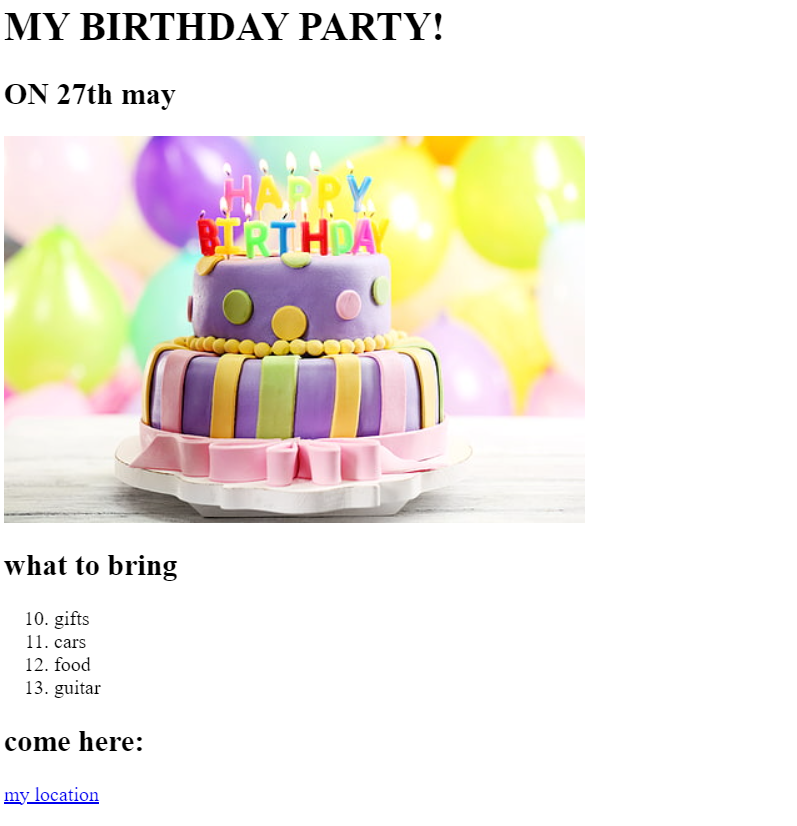 MY BIRTHDAY PARTY!
ON 27th may
HAPPY
BIRTHDAY
what to bring
10. gifts
11. cars
12. food
13. guitar
come here:
my location